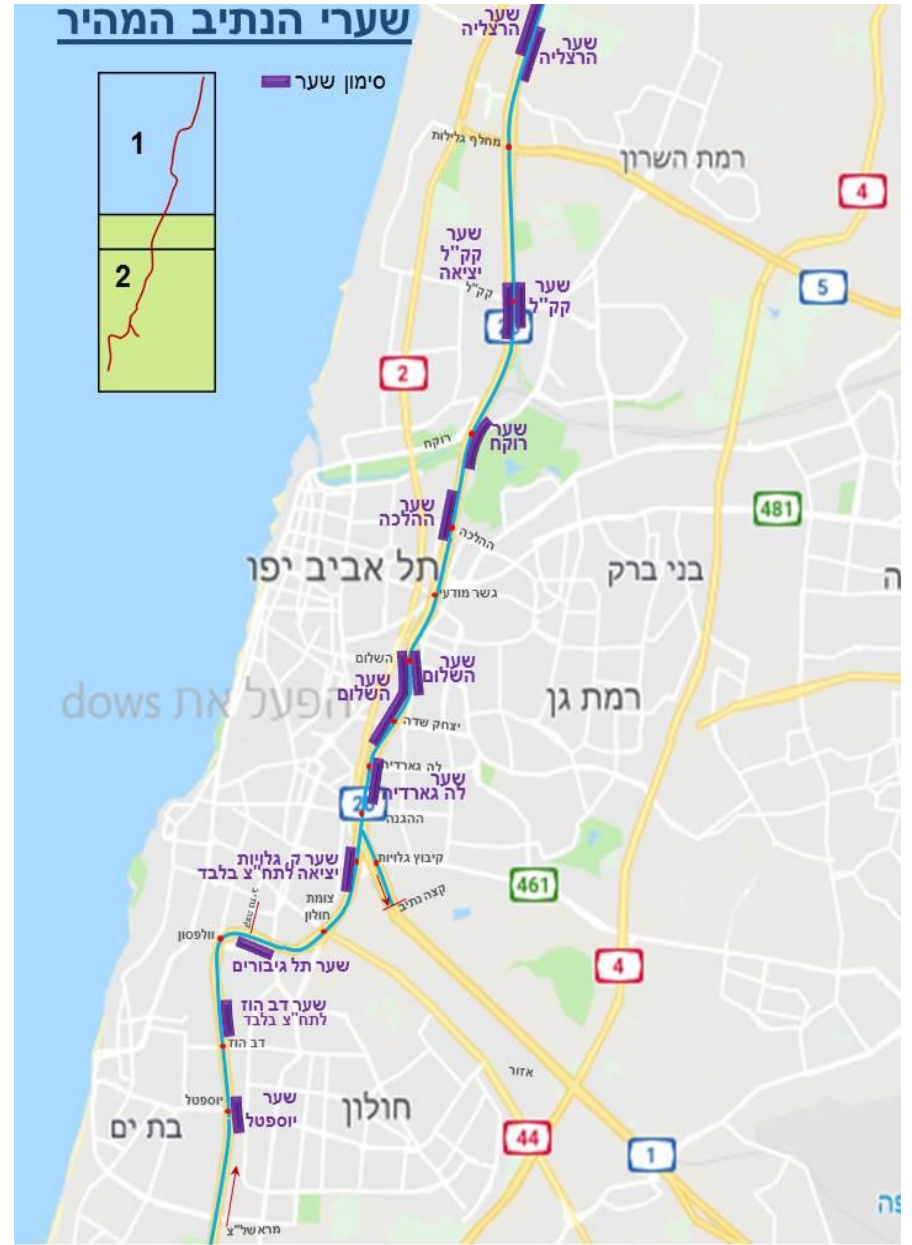 שערי הנתיב המהיר
סימון שער
1
2
שער
הרצליה
שער
הרצליה
מחלף גלילות
רמת השרון
4
5
שער
קק"ל
יציאה
קק"ל
שער
קק"ל
2
שער
רוקח
רוקח
שער
ההלכה
ההלכה
481
תל אביב יפו
בני ברק
גשר מודעי
השלום
שער
השלום
שער
השלום
הפעל את dows
רמת גן
יצחק שדה
לה גארדיה
שער
לה גארדיה
ההגנה
שער ק. גלויות
יציאה לתח"צ בלבד
קיבוץ גלויות
461
קצה נתיב
צומת
חולון
וולפסון
שער תל גיבורים
4
שער דב הוז
לתח"צ בלבד
דב הוז
אזור
יוספטל
שער
יוספטל
חולון
בת ים
44
1
מראשל"צ